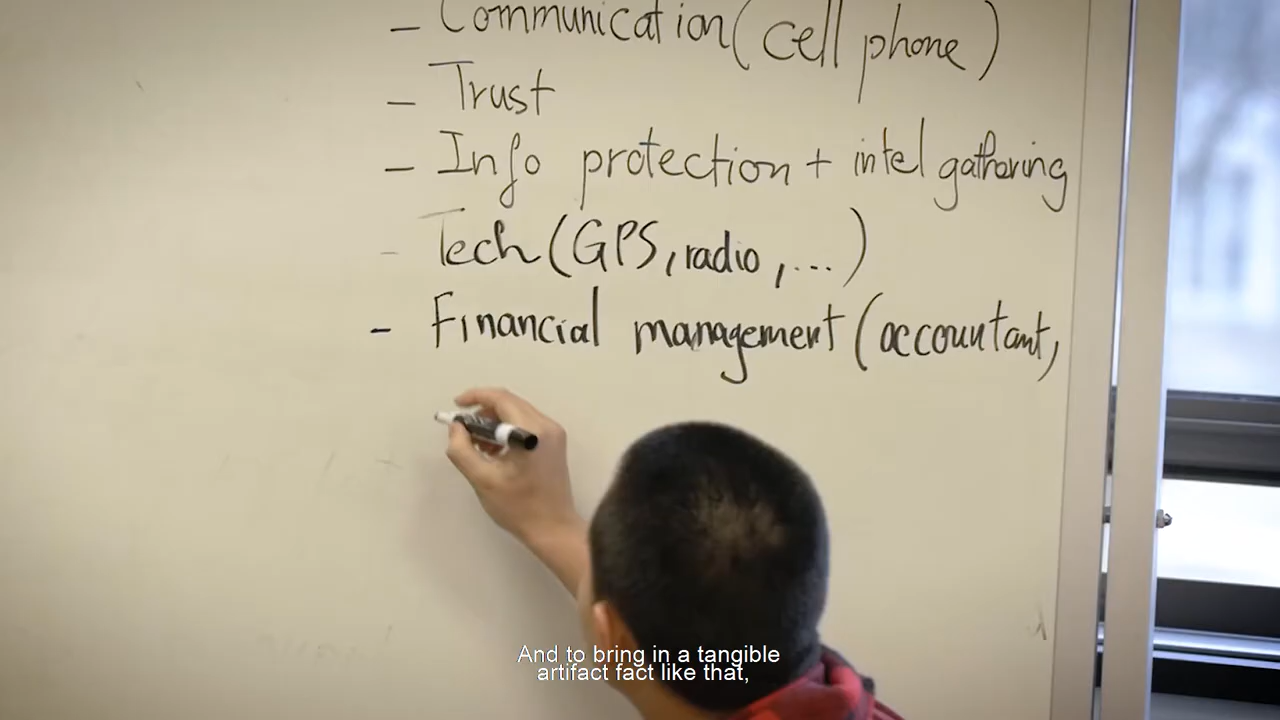 - Communication (cell phone)
- Trust
- Info protection + intel gathering
- Tech (GPS, radio, ...)
- Financial management (accountant,
And to bring in a tangible
artifact fact like that,